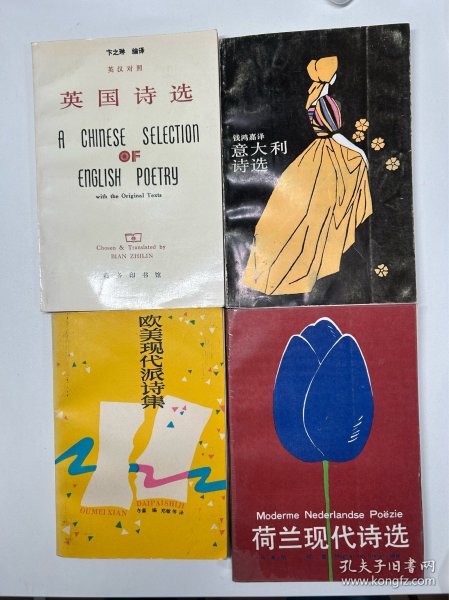 卞之琳 编译
英汉对照
英国诗选
A CHINESE SELECTION
OF
ENGLISH POETRY
with the Original Texts
Chosen & Translated by
BIAN ZHILIN
商务印书馆
钱鸿嘉译
意大利
诗选
欧美现代派诗集
OUMEIXIAN
DAIPAISHIJI
Moderne Nederlandse Poëzie
荷兰现代诗选
孔夫子旧书网
www.kongfz.com